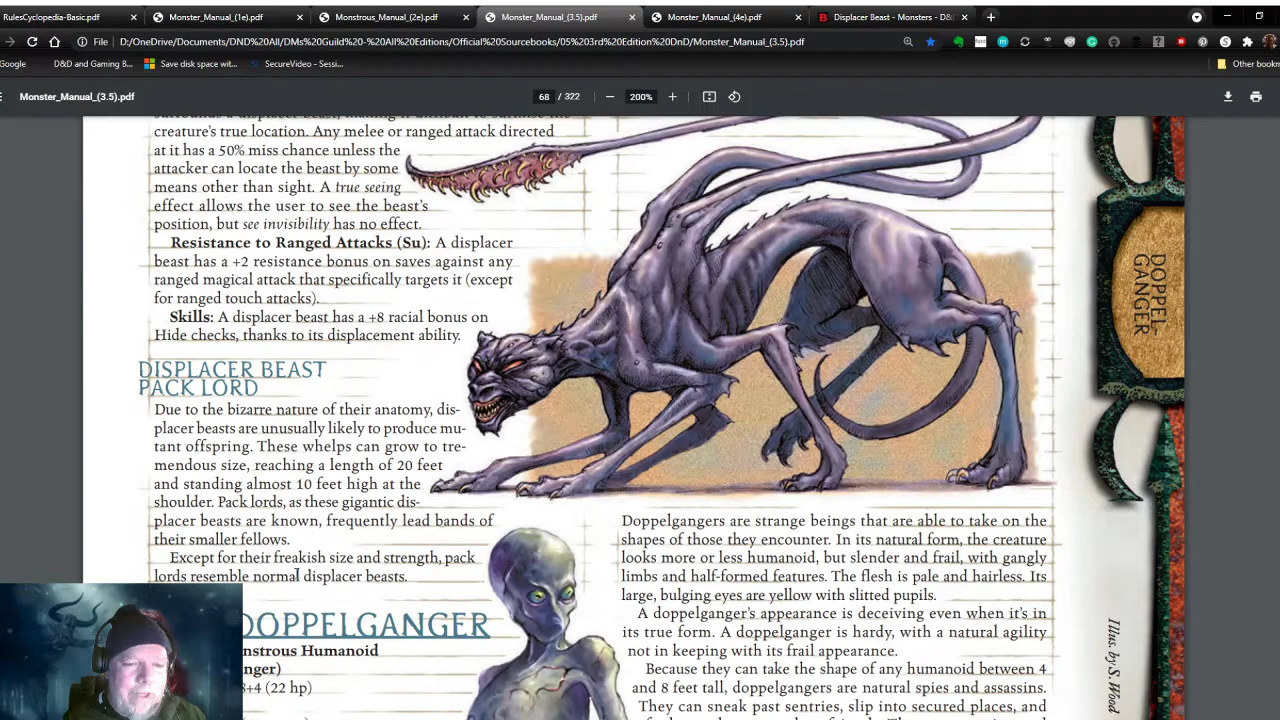 RulesCyclopedia-Basic.pdf
Monster_Manual_(1e).pdf
Monstrous_Manual_(2e).pdf
Monster_Manual_(3.5).pdf
Monster_Manual_(4e).pdf
Displacer Beast - Monsters - D&
File
D:/OneDrive/Documents/DND%20All/DMs%20Guild%20-%20All%20Editions/Official%20Sourcebooks/05%203rd%20Edition%20DnD/Monster_Manual_(3.5).pdf
Google
D&D and Gaming B...
Save disk space wit...
SecureVideo - Sessi...
Other bookm
Monster_Manual_(3.5).pdf
68 / 322
200%
surrounds a displacer beast, making it difficult to surmise the
creature's true location. Any melee or ranged attack directed
at it has a 50% miss chance unless the
attacker can locate the beast by some
means other than sight. A true seeing
effect allows the user to see the beast's
position, but see invisibility has no effect.
Resistance to Ranged Attacks (Su): A displacer
beast has a +2 resistance bonus on saves against any
ranged magical attack that specifically targets it (except
for ranged touch attacks).
Skills: A displacer beast has a +8 racial bonus on
Hide checks, thanks to its displacement ability.
DISPLACER BEAST
PACK LORD
Due to the bizarre nature of their anatomy, dis-
placer beasts are unusually likely to produce mu-
tant offspring. These whelps can grow to tre-
mendous size, reaching a length of 20 feet
and standing almost 10 feet high at the
shoulder. Pack lords, as these gigantic dis-
placer beasts are known, frequently lead bands of
their smaller fellows.
Except for their freakish size and strength, pack
lords resemble normal displacer beasts.
DOPPELGANGER
nstrous Humanoid
nger)
8+4 (22 hp)
Doppelgangers are strange beings that are able to take on the
shapes of those they encounter. In its natural form, the creature
looks more or less humanoid, but slender and frail, with gangly
limbs and half-formed features. The flesh is pale and hairless. Its
large, bulging eyes are yellow with slitted pupils.
A doppelganger's appearance is deceiving even when it's in
its true form. A doppelganger is hardy, with a natural agility
not in keeping with its frail appearance.
Because they can take the shape of any humanoid between 4
and 8 feet tall, doppelgangers are natural spies and assassins.
They can sneak past sentries, slip into secured places, and
DOPPEL-
GANGER
Illus. by S. Wood